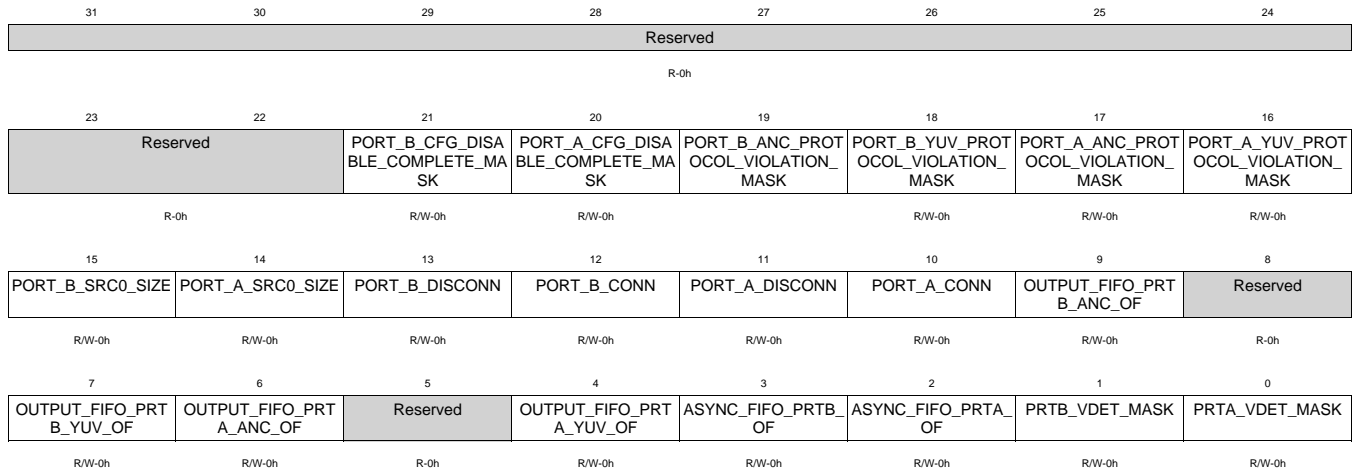 31 30 29 28 27 26 25 24
Reserved
R-0h
23 22 21 20 19 18 17 16
Reserved PORT_B_CFG_DISA PORT_A_CFG_DISA PORT_B_ANC_PROT PORT_B_YUV_PROT PORT_A_ANC_PROT PORT_A_YUV_PROT
BLE_COMPLETE_MA BLE_COMPLETE_MA OCOL_VIOLATION_ OCOL_VIOLATION_ OCOL_VIOLATION_ OCOL_VIOLATION_
SK SK MASK MASK MASK MASK
R-0h R/W-0h R/W-0h R/W-0h R/W-0h R/W-0h
15 14 13 12 11 10 9 8
PORT_B_SRC0_SIZE PORT_A_SRC0_SIZE PORT_B_DISCONN PORT_B_CONN PORT_A_DISCONN PORT_A_CONN OUTPUT_FIFO_PRT Reserved
B_ANC_OF
R/W-0h R/W-0h R/W-0h R/W-0h R/W-0h R/W-0h R/W-0h R-0h
7 6 5 4 3 2 1 0
OUTPUT_FIFO_PRT OUTPUT_FIFO_PRT Reserved OUTPUT_FIFO_PRT ASYNC_FIFO_PRTB_ ASYNC_FIFO_PRTA_ PRTB_VDET_MASK PRTA_VDET_MASK
B_YUV_OF A_ANC_OF A_YUV_OF OF OF
R/W-0h R/W-0h R-0h R/W-0h R/W-0h R/W-0h R/W-0h R/W-0h